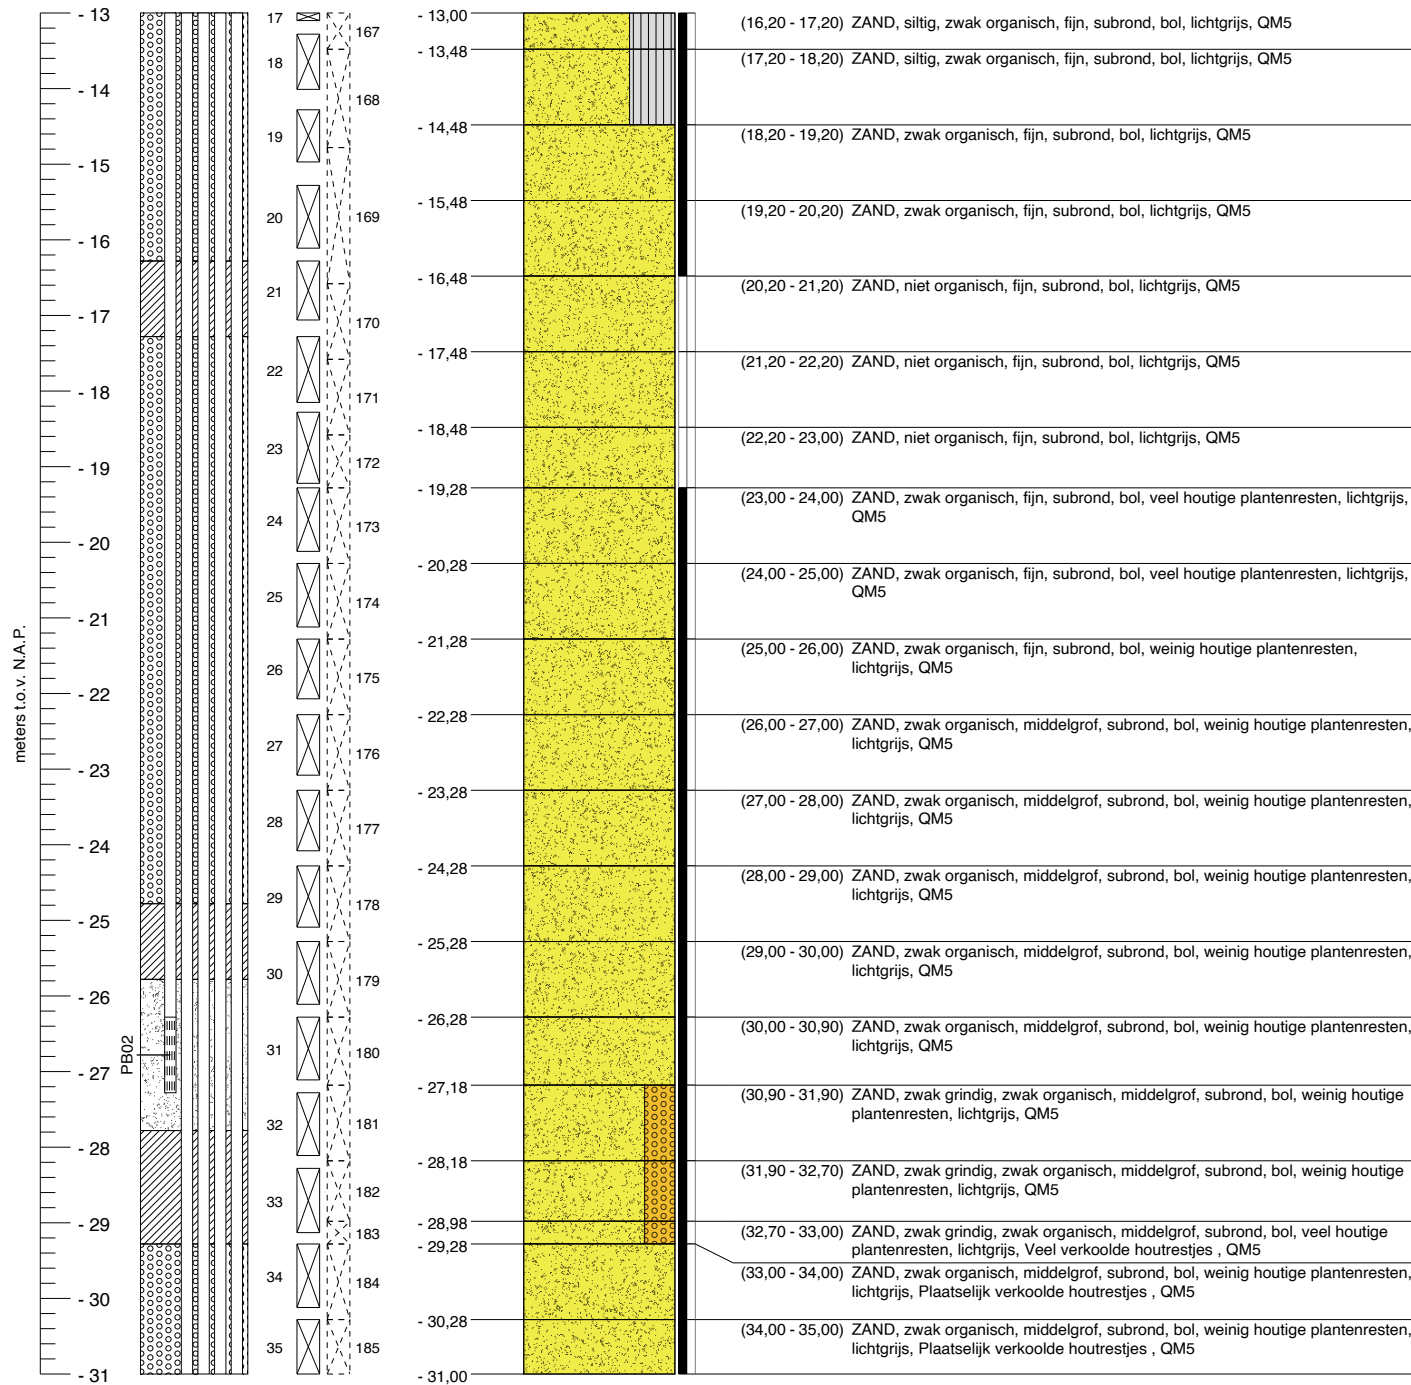 meters t.o.v. N.A.P.
- 13
- 14
- 15
- 16
- 17
- 18
- 19
- 20
- 21
- 22
- 23
- 24
- 25
- 26
- 27
- 28
- 29
- 30
- 31
PB02
17
18
19
20
21
22
23
24
25
26
27
28
29
30
31
32
33
34
35
167
168
169
170
171
172
173
174
175
176
177
178
179
180
181
182
183
184
185
- 13,00
- 13,48
- 14,48
- 15,48
- 16,48
- 17,48
- 18,48
- 19,28
- 20,28
- 21,28
- 22,28
- 23,28
- 24,28
- 25,28
- 26,28
- 27,18
- 28,18
- 28,98
- 29,28
- 30,28
- 31,00
(16,20 - 17,20) ZAND, siltig, zwak organisch, fijn, subrond, bol, lichtgrijs, QM5
(17,20 - 18,20) ZAND, siltig, zwak organisch, fijn, subrond, bol, lichtgrijs, QM5
(18,20 - 19,20) ZAND, zwak organisch, fijn, subrond, bol, lichtgrijs, QM5
(19,20 - 20,20) ZAND, zwak organisch, fijn, subrond, bol, lichtgrijs, QM5
(20,20 - 21,20) ZAND, niet organisch, fijn, subrond, bol, lichtgrijs, QM5
(21,20 - 22,20) ZAND, niet organisch, fijn, subrond, bol, lichtgrijs, QM5
(22,20 - 23,00) ZAND, niet organisch, fijn, subrond, bol, lichtgrijs, QM5
(23,00 - 24,00) ZAND, zwak organisch, fijn, subrond, bol, veel houtige plantenresten, lichtgrijs,
QM5
(24,00 - 25,00) ZAND, zwak organisch, fijn, subrond, bol, veel houtige plantenresten, lichtgrijs,
QM5
(25,00 - 26,00) ZAND, zwak organisch, fijn, subrond, bol, weinig houtige plantenresten,
lichtgrijs, QM5
(26,00 - 27,00) ZAND, zwak organisch, middelgrof, subrond, bol, weinig houtige plantenresten,
lichtgrijs, QM5
(27,00 - 28,00) ZAND, zwak organisch, middelgrof, subrond, bol, weinig houtige plantenresten,
lichtgrijs, QM5
(28,00 - 29,00) ZAND, zwak organisch, middelgrof, subrond, bol, weinig houtige plantenresten,
lichtgrijs, QM5
(29,00 - 30,00) ZAND, zwak organisch, middelgrof, subrond, bol, weinig houtige plantenresten,
lichtgrijs, QM5
(30,00 - 30,90) ZAND, zwak organisch, middelgrof, subrond, bol, weinig houtige plantenresten,
lichtgrijs, QM5
(30,90 - 31,90) ZAND, zwak grindig, zwak organisch, middelgrof, subrond, bol, weinig houtige
plantenresten, lichtgrijs, QM5
(31,90 - 32,70) ZAND, zwak grindig, zwak organisch, middelgrof, subrond, bol, weinig houtige
plantenresten, lichtgrijs, QM5
(32,70 - 33,00) ZAND, zwak grindig, zwak organisch, middelgrof, subrond, bol, veel houtige
plantenresten, lichtgrijs, Veel verkoolde houtrestjes , QM5
(33,00 - 34,00) ZAND, zwak organisch, middelgrof, subrond, bol, weinig houtige plantenresten,
lichtgrijs, Plaatselijk verkoolde houtrestjes , QM5
(34,00 - 35,00) ZAND, zwak organisch, middelgrof, subrond, bol, weinig houtige plantenresten,
lichtgrijs, Plaatselijk verkoolde houtrestjes , QM5